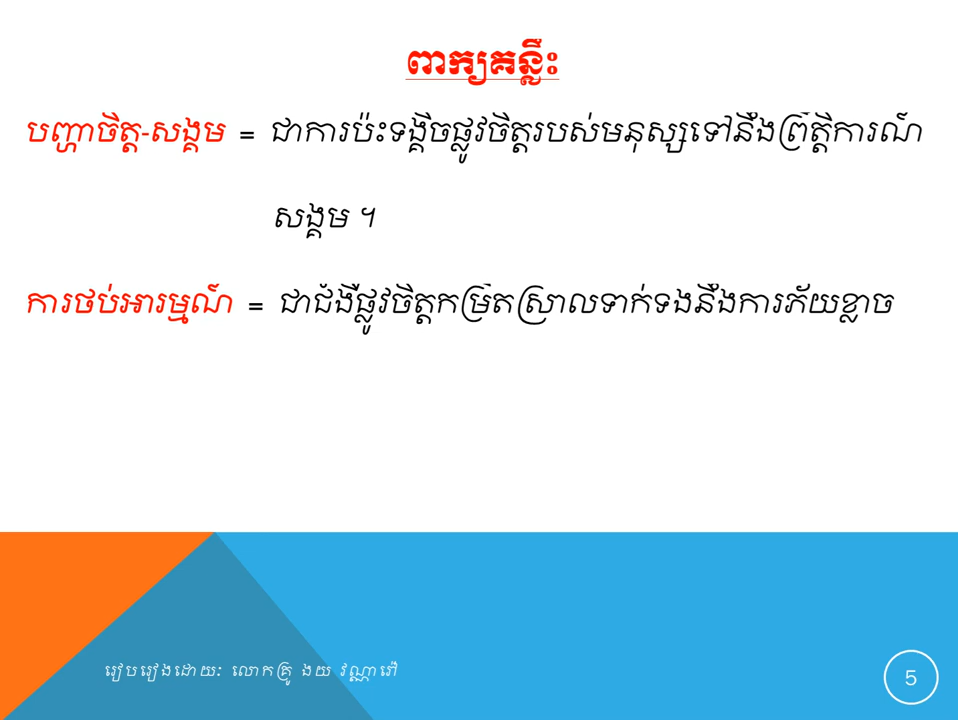 ពាក្យគន្លឹះ
បញ្ហាចិត្ត-សង្គម = ជាការប៉ះទង្គិចផ្លូវចិត្តរបស់មនុស្សទៅនឹងព្រឹត្តិការណ៍
សង្គម ។
ការថប់អារម្មណ៍ = ជាជំងឺផ្លូវចិត្តកម្រិតស្រាលទាក់ទងនឹងការភ័យខ្លាច
រៀបរៀងដោយៈ លោកគ្រូ ងយ វណ្ណារៅ
5